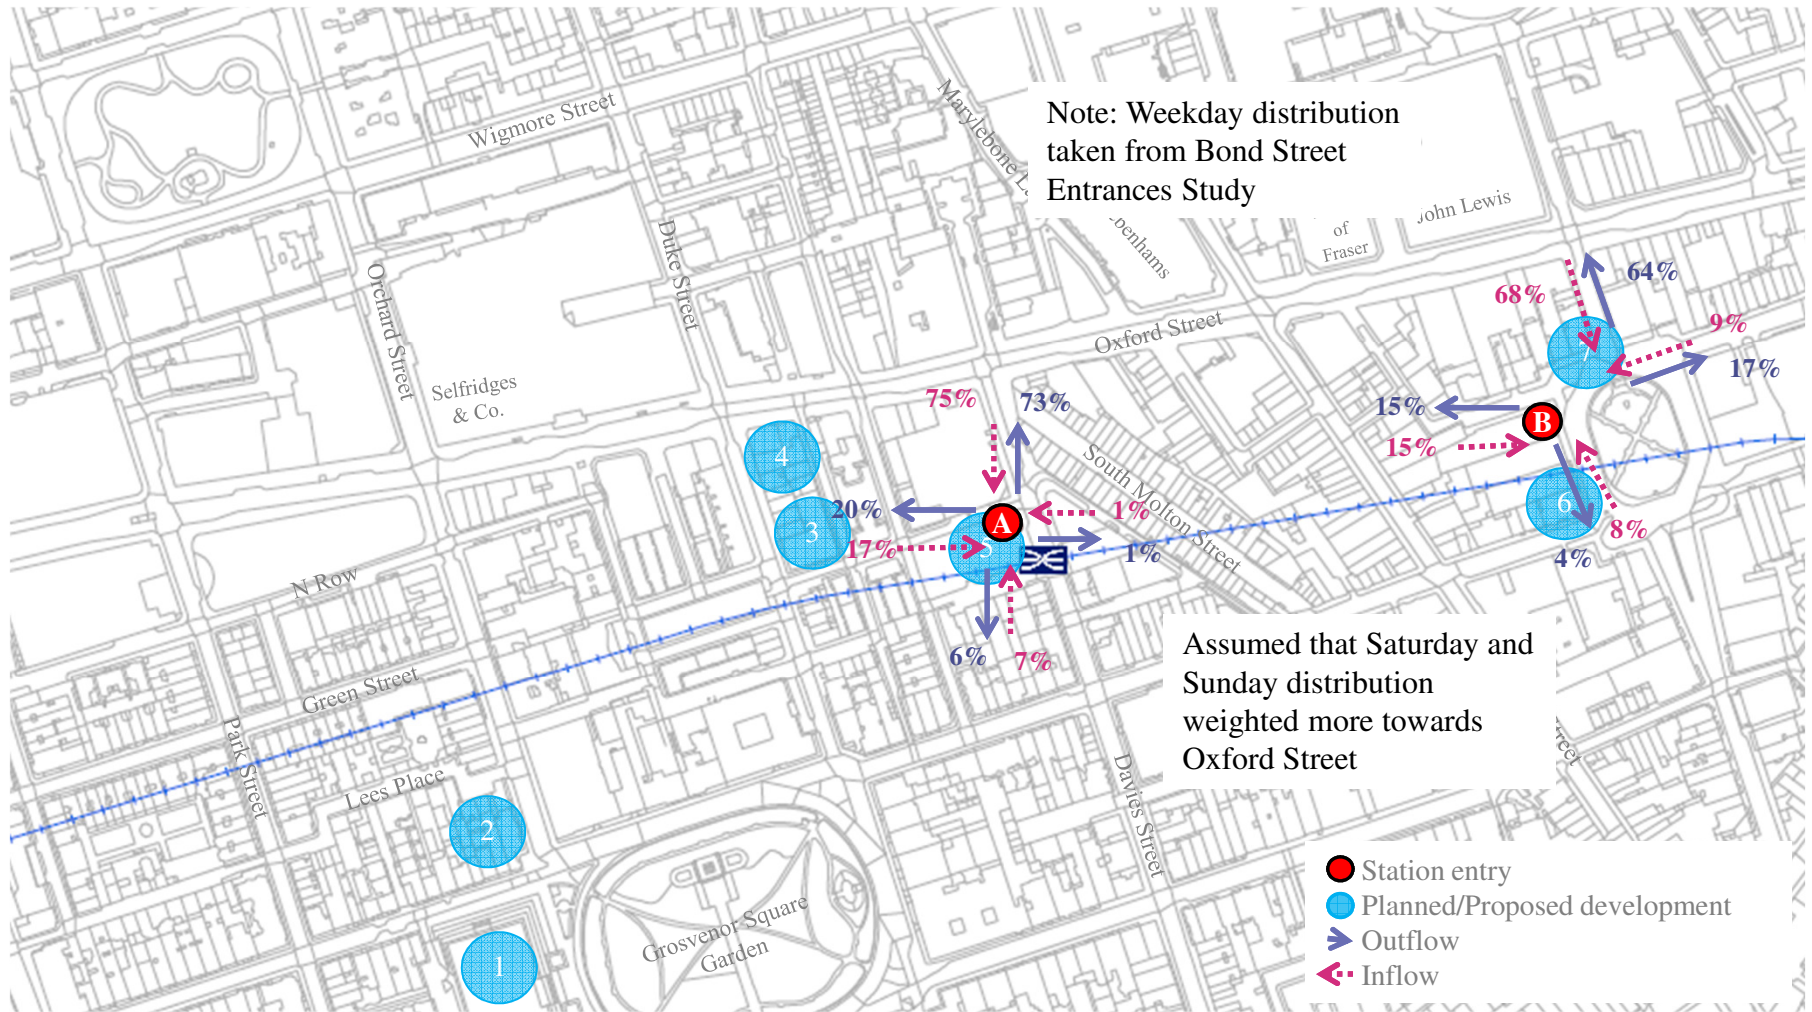 Wigmore Street
Marylebone
Note: Weekday distribution
taken from Bond Street
Entrances Study
John Lewis
of
Fraser
Duke Street
Orchard Street
Selfridges
& Co.
Oxford Street
64%
68%
9%
17%
7
75%
73%
15%
B
15%
4
South Molton Street
20%
A
1%
3
17%
5
1%
6
8%
4%
N Row
6%
7%
Green Street
Park Street
Lees Place
Assumed that Saturday and
Sunday distribution
weighted more towards
Oxford Street
Davies Street
2
Grosvenor Square
Garden
1
Station entry
Planned/Proposed development
Outflow
Inflow